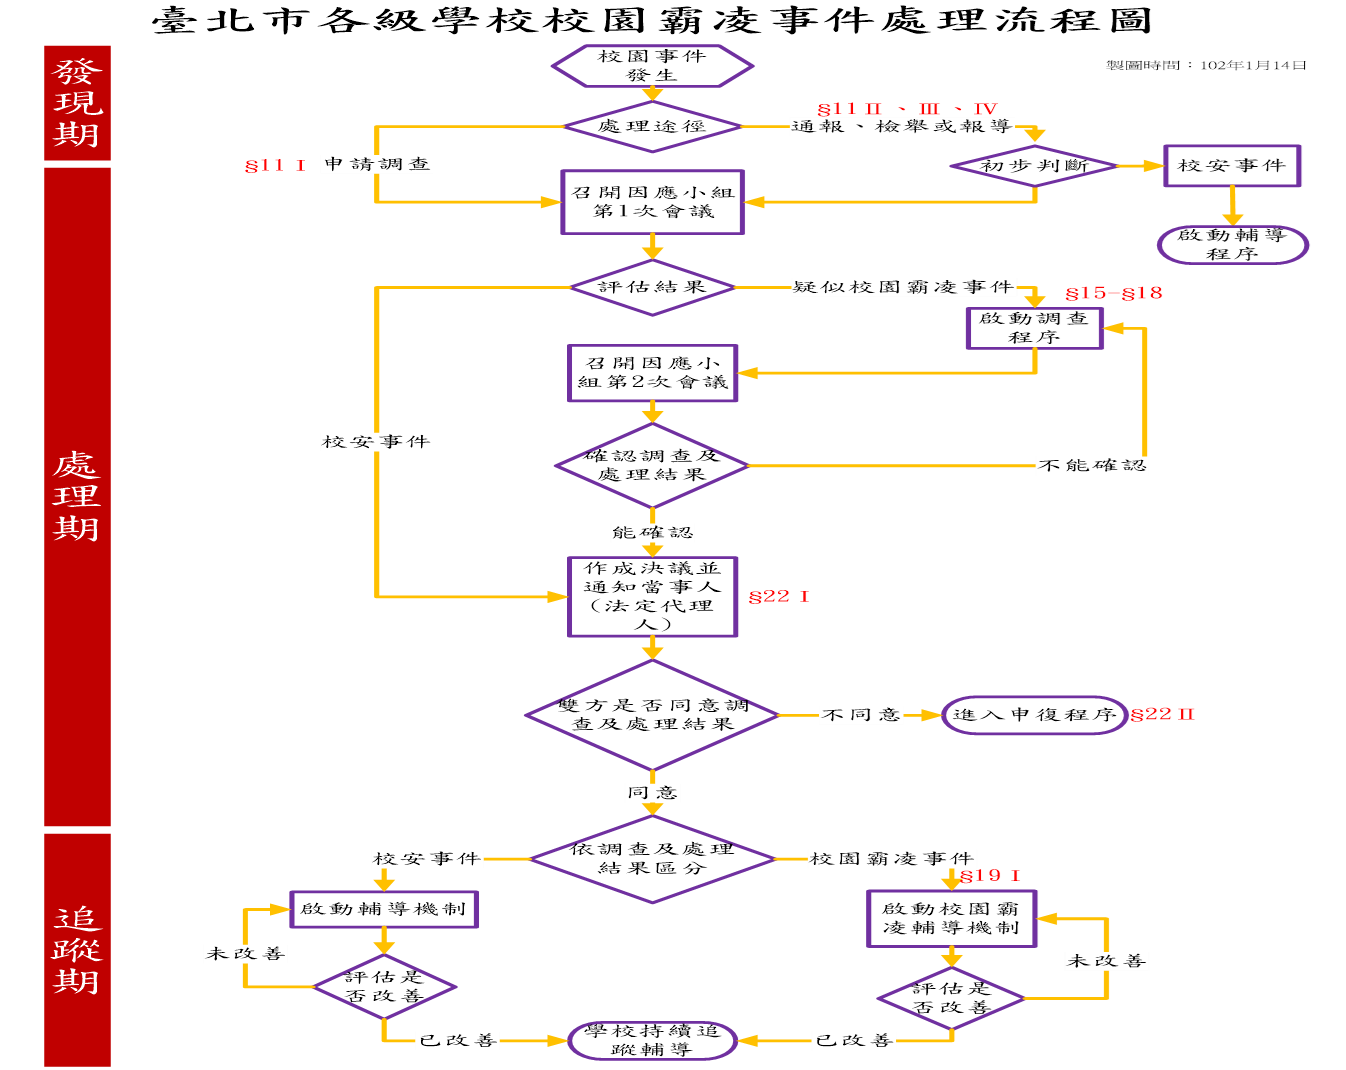 臺北市各級學校校園霸凌事件處理流程圖
製圖時間：102年1月14日
發現期
校園事件
發生
處理途徑
§11 I
申請調查
§11 II 、 III 、 IV
通報、檢舉或報導
初步判斷
校安事件
啟動輔導
程序
處理期
召開因應小組
第1次會議
評估結果
疑似校園霸凌事件
§15-§18
啟動調查
程序
召開因應小
組第2次會議
校安事件
確認調查及
處理結果
不能確認
能確認
作成決議並
通知當事人
（法定代理
人）
§22 I
雙方是否同意調
查及處理結果
不同意
進入申復程序
§22 II
同意
追蹤期
依調查及處理
結果區分
校安事件
校園霸凌事件
§19 I
啟動輔導機制
啟動校園霸
凌輔導機制
未改善
評估是
否改善
未改善
評估是
否改善
已改善
學校持續追
蹤輔導
已改善